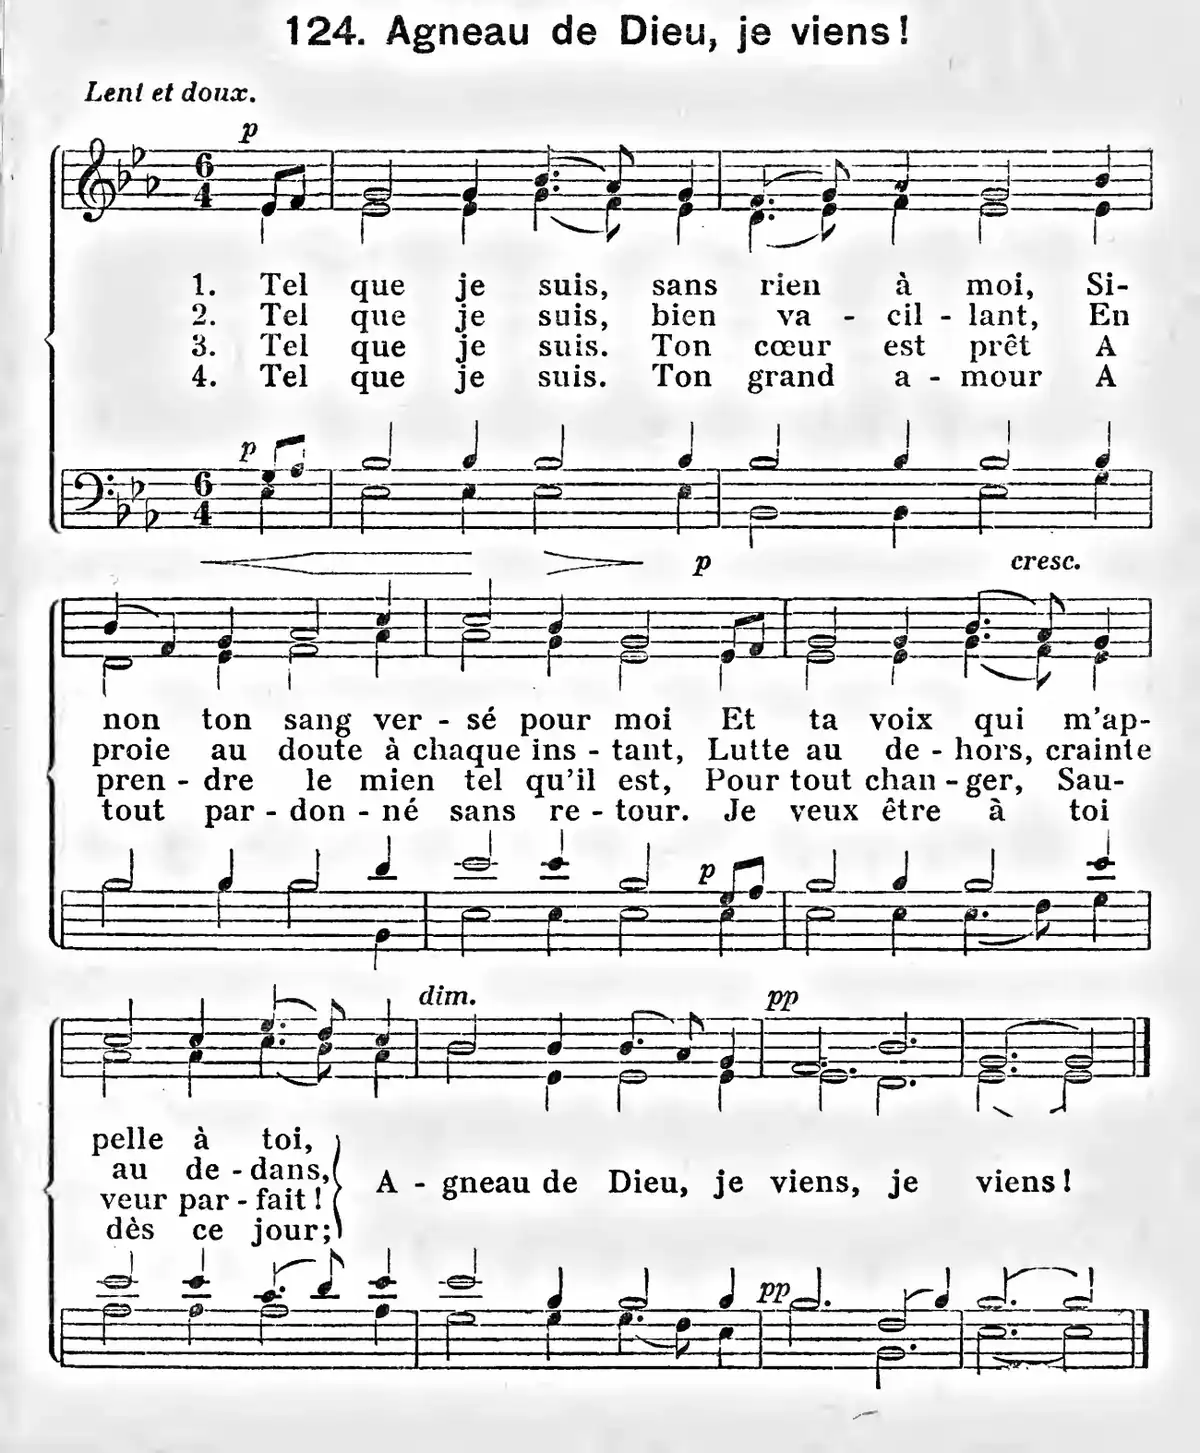 124. Agneau de Dieu, je viens!
Lent et doux.
p
6
4
1. Tel que je suis, sans rien à moi, Si-
2. Tel que je suis, bien va - cil - lant, En
3. Tel que je suis. Ton cœur est prêt A
4. Tel que je suis. Ton grand a - mour A
p
6
4
p cresc.
non ton sang ver - sé pour moi Et ta voix qui m'ap-
proie au doute à chaque ins - tant, Lutte au de - hors, crainte
pren - dre le mien tel qu'il est, Pour tout chan - ger, Sau-
tout par - don - né sans re - tour. Je veux être à toi
p
dim. pp
pelle à toi,
au de - dans,
veur par - fait!
dès ce jour;
A - gneau de Dieu, je viens, je viens!
pp